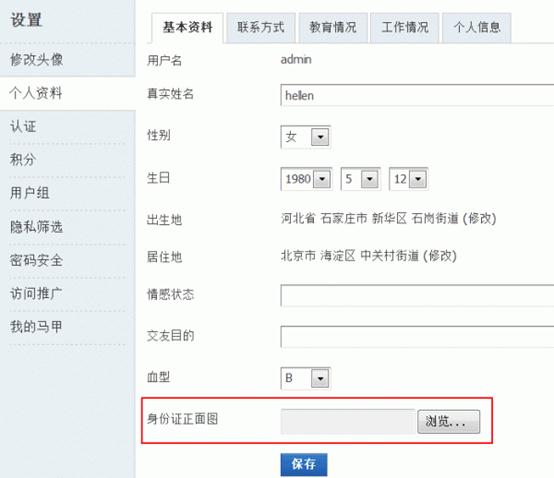 设置
修改头像
个人资料
认证
积分
用户组
隐私筛选
密码安全
访问推广
我的马甲
基本资料 联系方式 教育情况 工作情况 个人信息
用户名 admin
真实姓名 hellen
性别 女
生日 1980 5 12
出生地 河北省 石家庄市 新华区 石岗街道 (修改)
居住地 北京市 海淀区 中关村街道 (修改)
情感状态
交友目的
血型 B
身份证正面图 浏览...
保存